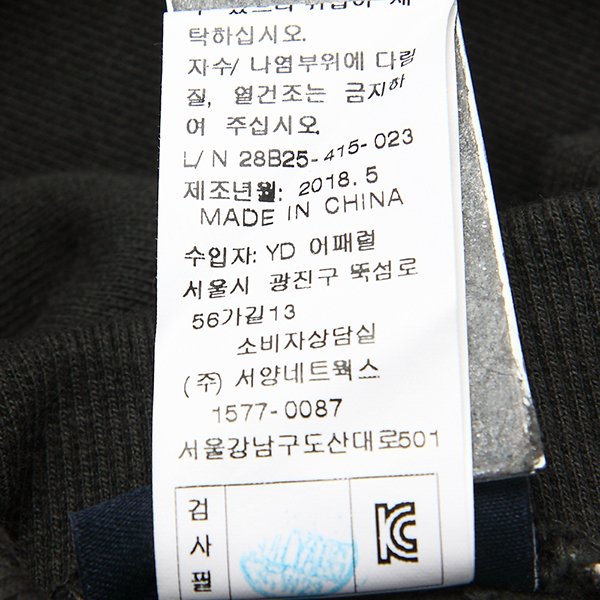 탁하십시오.
자수/ 나염부위에 다림
질, 열건조는 금지하
여 주십시오.
L/N 28B25-415-023
제조년월: 2018.5
MADE IN CHINA
수입자: YD 어패럴
서울시 광진구 뚝섬로
56가길13
소비자상담실
(주) 서양네트웍스
1577-0087
서울강남구도산대로501
검사필
KC